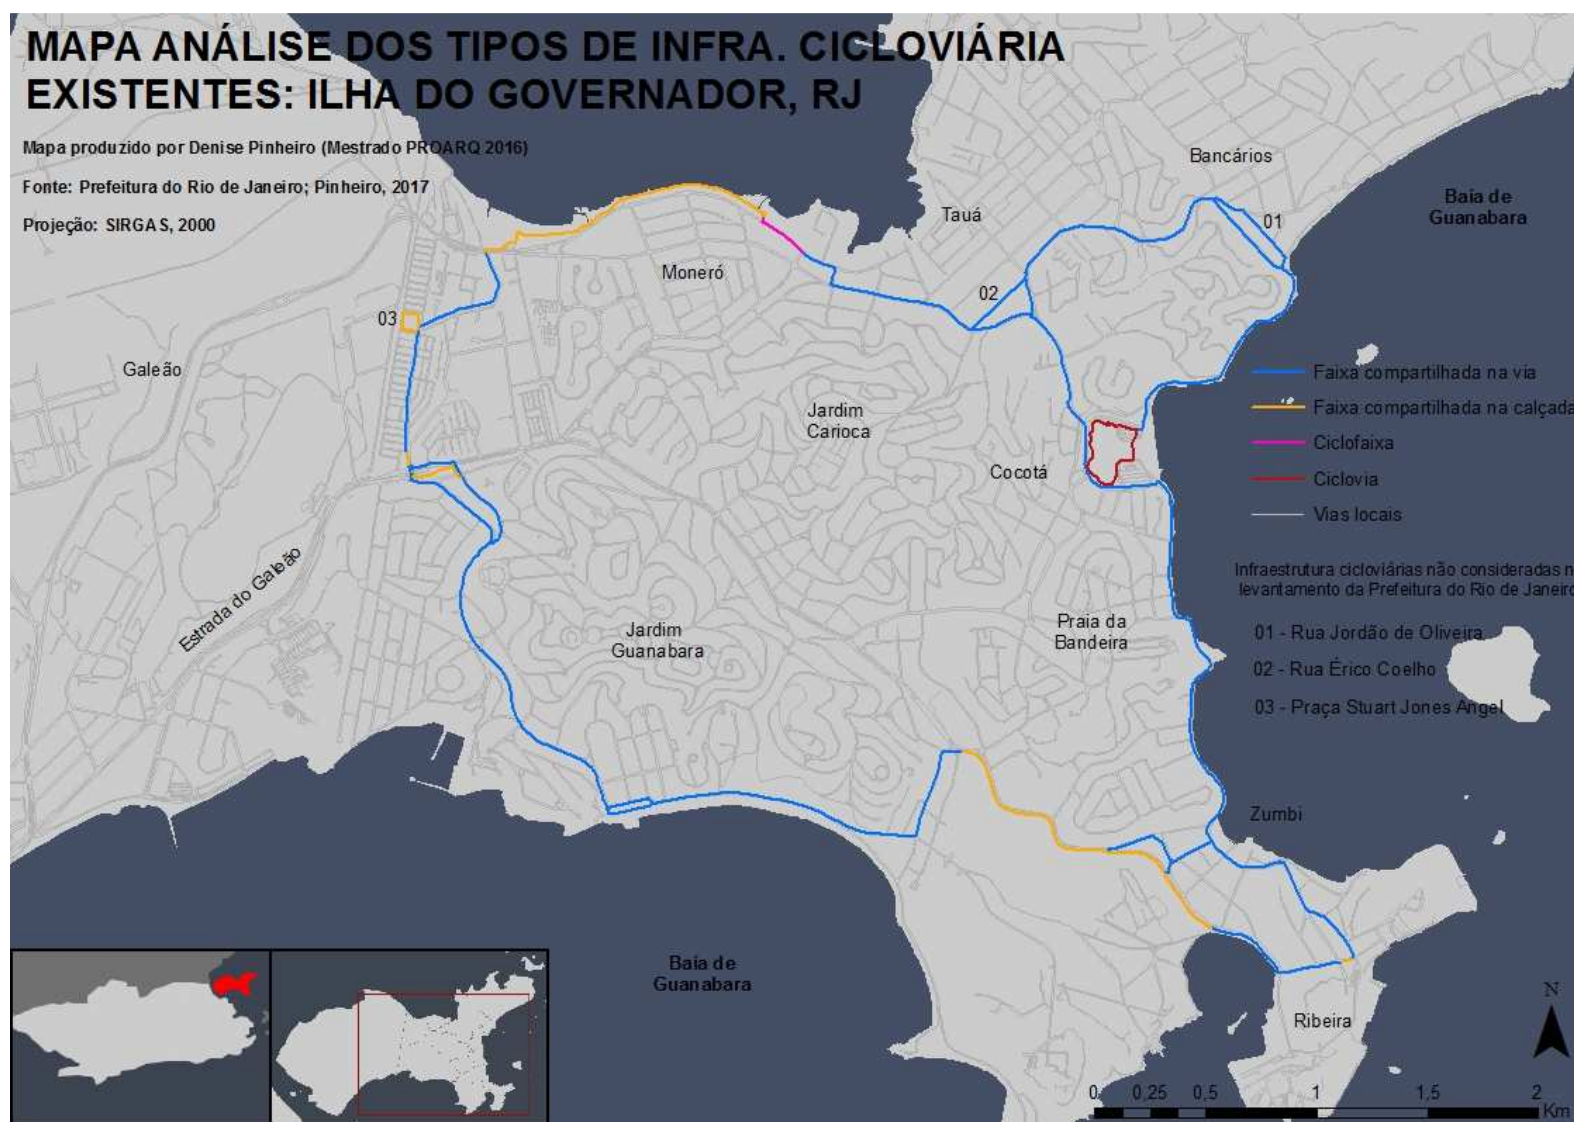 MAPA ANÁLISE DOS TIPOS DE INFRA. CICLOVIÁRIA
EXISTENTES: ILHA DO GOVERNADOR, RJ
Mapa produzido por Denise Pinheiro (Mestrado PROARQ 2016)
Fonte: Prefeitura do Rio de Janeiro; Pinheiro, 2017
Projeção: SIRGAS, 2000
Bancários
Baía de
Guanabara
Tauá
01
Moneró
02
03
Galeão
Jardim
Carioca
Cocotá
Faixa compartilhada na via
Faixa compartilhada na calçada
Ciclofaixa
Ciclovia
Vias locais
Estrada do Galeão
Infraestrutura cicloviárias não consideradas n
levantamento da Prefeitura do Rio de Janeiro
01 - Rua Jordão de Oliveira
02 - Rua Érico Coelho
03 - Praça Stuart Jones Angel
Jardim
Guanabara
Praia da
Bandeira
Zumbi
Baía de
Guanabara
Ribeira
N
0 0,25 0,5 1 1,5 2
Km